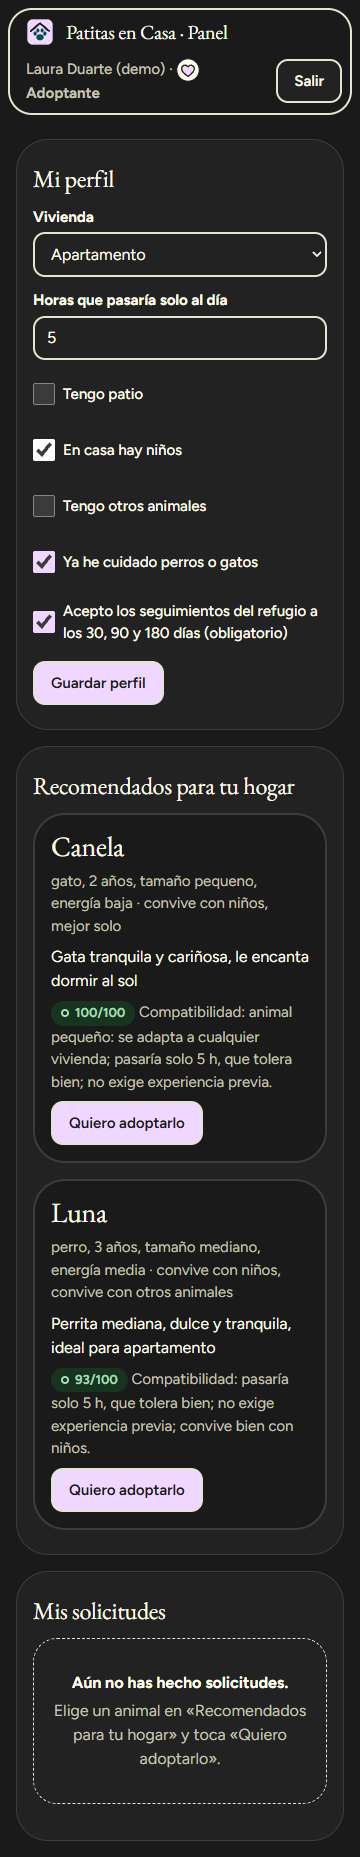 Patitas en Casa · Panel
Laura Duarte (demo) ·
Adoptante
Salir
Mi perfil
Vivienda
Apartamento
Horas que pasaría solo al día
5
Tengo patio
En casa hay niños
Tengo otros animales
Ya he cuidado perros o gatos
Acepto los seguimientos del refugio a
los 30, 90 y 180 días (obligatorio)
Guardar perfil
Recomendados para tu hogar
Canela
gato, 2 años, tamaño pequeno,
energía baja · convive con niños,
mejor solo
Gata tranquila y cariñosa, le encanta
dormir al sol
100/100 Compatibilidad: animal
pequeño: se adapta a cualquier
vivienda; pasaría solo 5 h, que tolera
bien; no exige experiencia previa.
Quiero adoptarlo
Luna
perro, 3 años, tamaño mediano,
energía media · convive con niños,
convive con otros animales
Perrita mediana, dulce y tranquila,
ideal para apartamento
93/100 Compatibilidad: pasaría
solo 5 h, que tolera bien; no exige
experiencia previa; convive bien con
niños.
Quiero adoptarlo
Mis solicitudes
Aún no has hecho solicitudes.
Elige un animal en «Recomendados
para tu hogar» y toca «Quiero
adoptarlo».